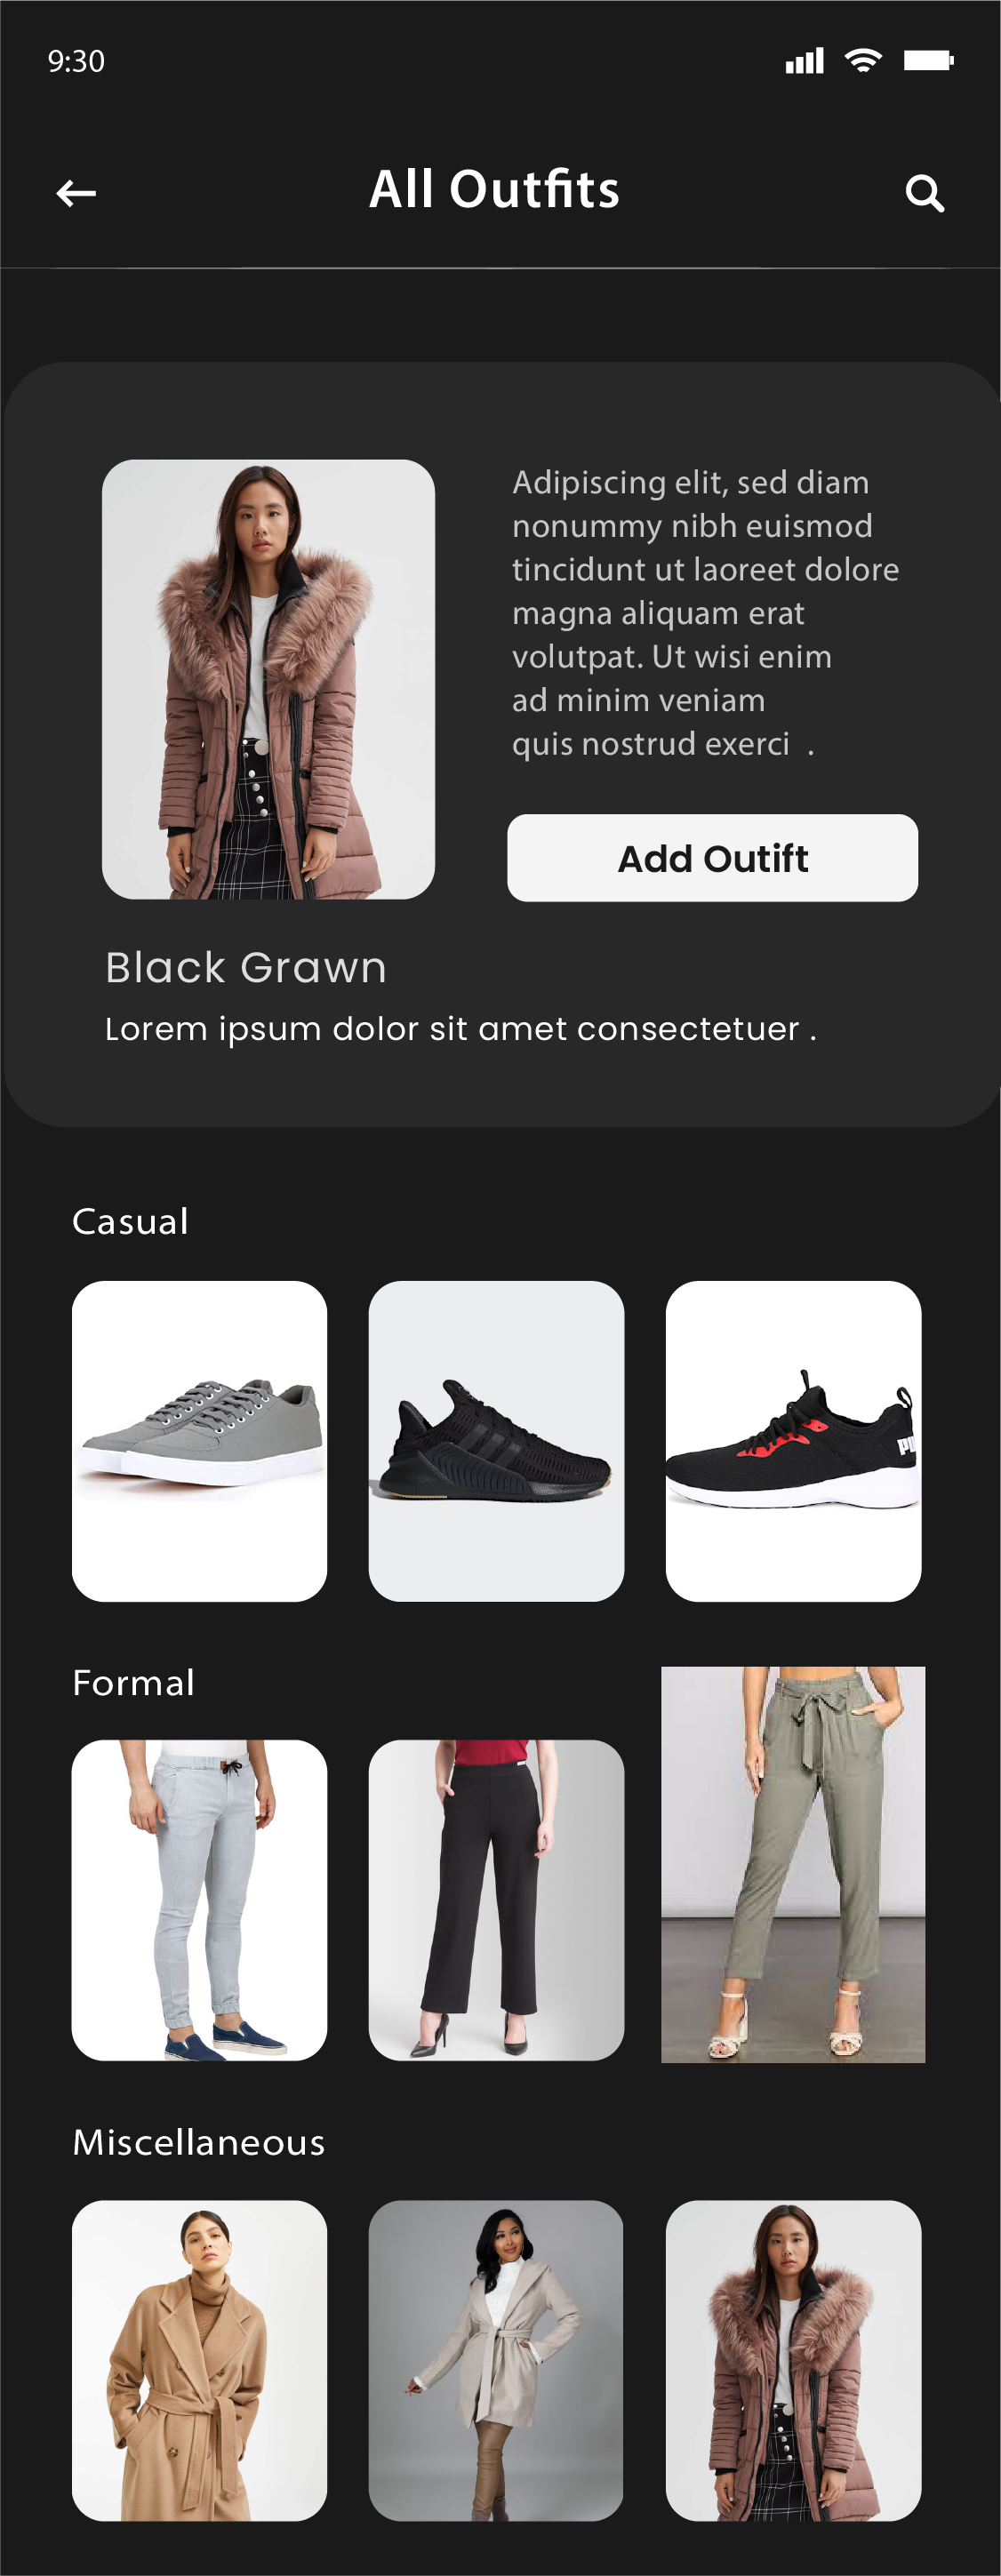 9:30
All Outfits
Adipiscing elit, sed diam
nonummy nibh euismod
tincidunt ut laoreet dolore
magna aliquam erat
volutpat. Ut wisi enim
ad minim veniam
quis nostrud exerci .
Add Outift
Black Grawn
Lorem ipsum dolor sit amet consectetuer .
Casual
Formal
Miscellaneous